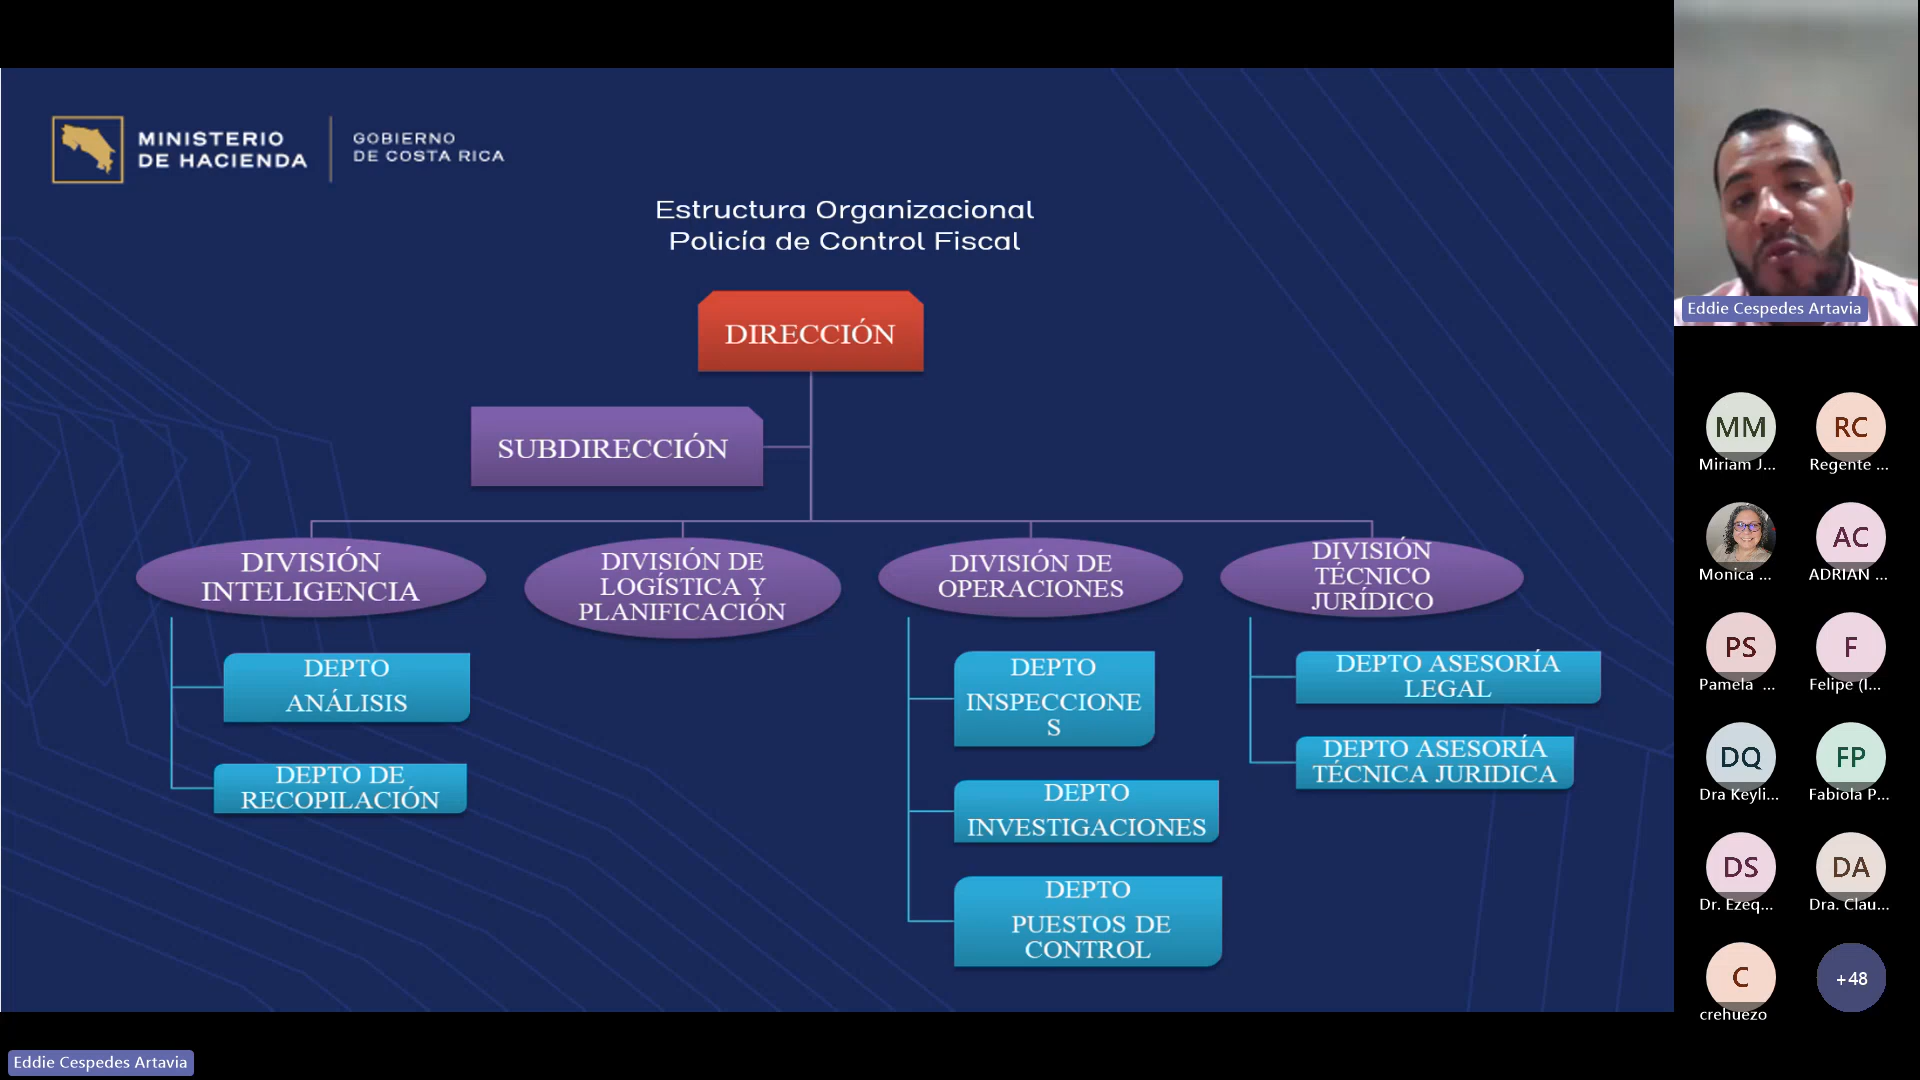 MINISTERIO
DE HACIENDA
GOBIERNO
DE COSTA RICA
Estructura Organizacional
Policía de Control Fiscal
DIRECCIÓN
SUBDIRECCIÓN
DIVISIÓN
INTELIGENCIA
DEPTO
ANÁLISIS
DEPTO DE
RECOPILACIÓN
DIVISIÓN DE
LOGÍSTICA Y
PLANIFICACIÓN
DIVISIÓN DE
OPERACIONES
DEPTO
INSPECCIONE
S
DEPTO
INVESTIGACIONES
DEPTO
PUESTOS DE
CONTROL
DIVISIÓN
TÉCNICO
JURÍDICO
DEPTO ASESORÍA
LEGAL
DEPTO ASESORÍA
TÉCNICA JURIDICA
Eddie Cespedes Artavia
MM
Miriam J...
RC
Regente ...
Monica ...
AC
ADRIAN ...
PS
Pamela ...
F
Felipe (I...
DQ
Dra Keyli...
FP
Fabiola P...
DS
Dr. Ezeq...
DA
Dra. Clau...
C
crehuezo
+48
Eddie Cespedes Artavia